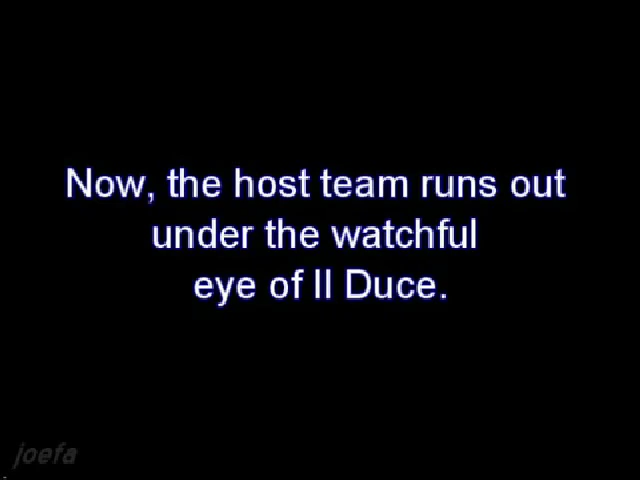 Now, the host team runs out
under the watchful
eye of Il Duce.
joefa